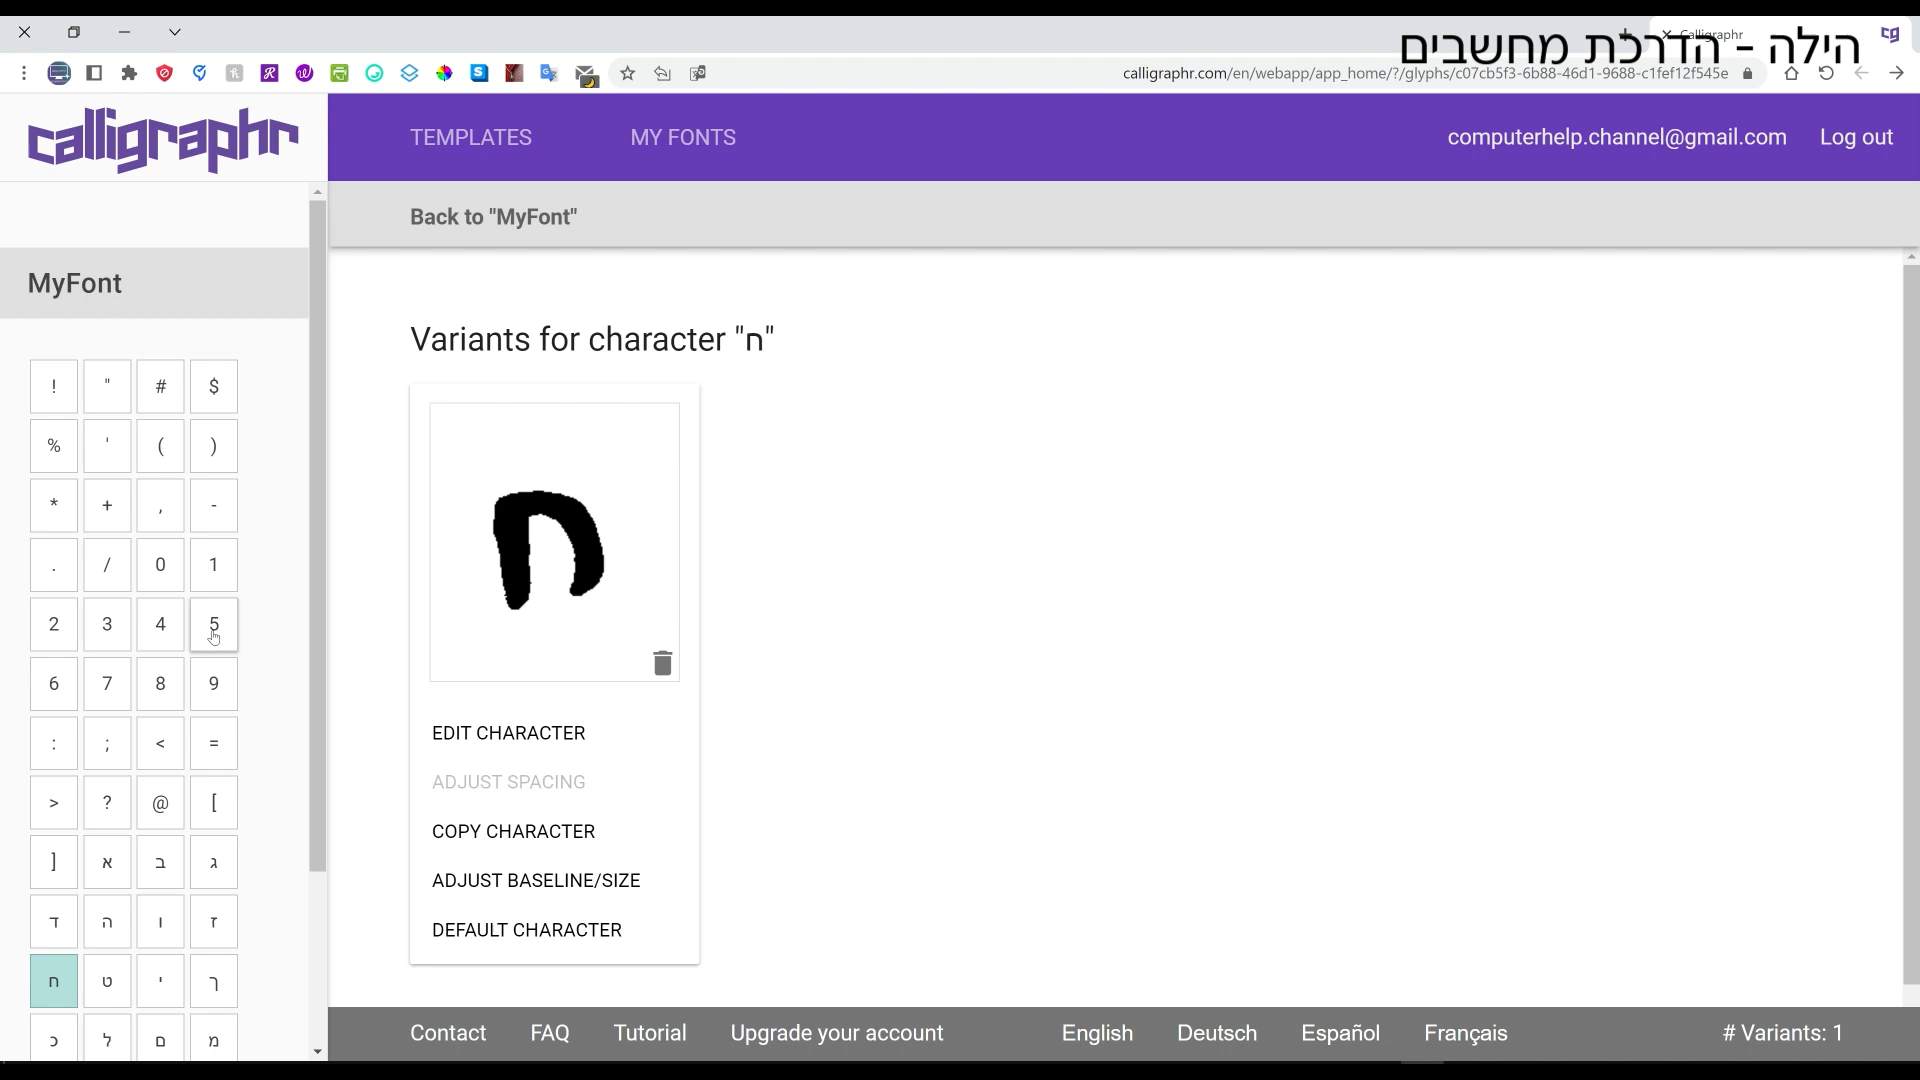 Calligraphr
הילה - הדרכת מחשבים
calligraphr.com/en/webapp/app_home/?/glyphs/c07cb5f3-6b88-46d1-9688-c1fef12f545e
calligraphr
TEMPLATES MY FONTS computerhelp.channel@gmail.com Log out
Back to "MyFont"
MyFont
! " # $
% ' ( )
* + , -
. / 0 1
2 3 4 5
6 7 8 9
: ; < =
> ? @ [
] א ב ג
ד ה ו ז
ח ט י ך
כ ל ם מ
Variants for character "ח"
ח
EDIT CHARACTER
ADJUST SPACING
COPY CHARACTER
ADJUST BASELINE/SIZE
DEFAULT CHARACTER
Contact FAQ Tutorial Upgrade your account English Deutsch Español Français # Variants: 1